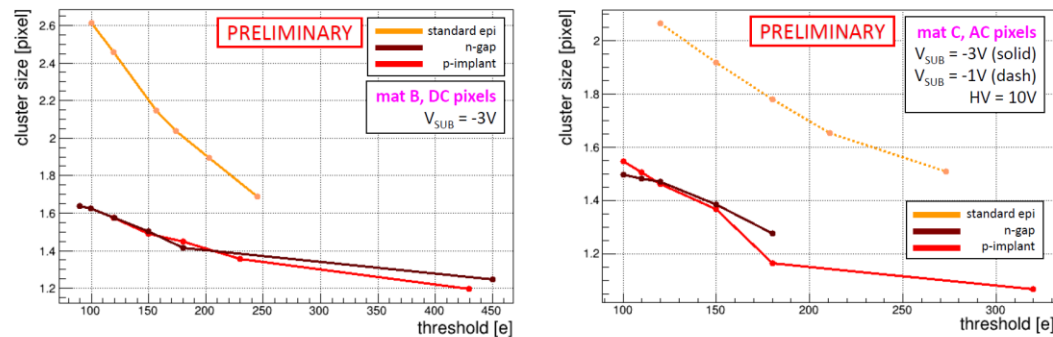 cluster size [pixel]
2.6
2.4
2.2
2
1.8
1.6
1.4
1.2
PRELIMINARY
standard epi
n-gap
p-implant
mat B, DC pixels
V_SUB = -3V
100 150 200 250 300 350 400 450
threshold [e]
cluster size [pixel]
2
1.8
1.6
1.4
1.2
PRELIMINARY
mat C, AC pixels
V_SUB = -3V (solid)
V_SUB = -1V (dash)
HV = 10V
standard epi
n-gap
p-implant
100 150 200 250 300
threshold [e]